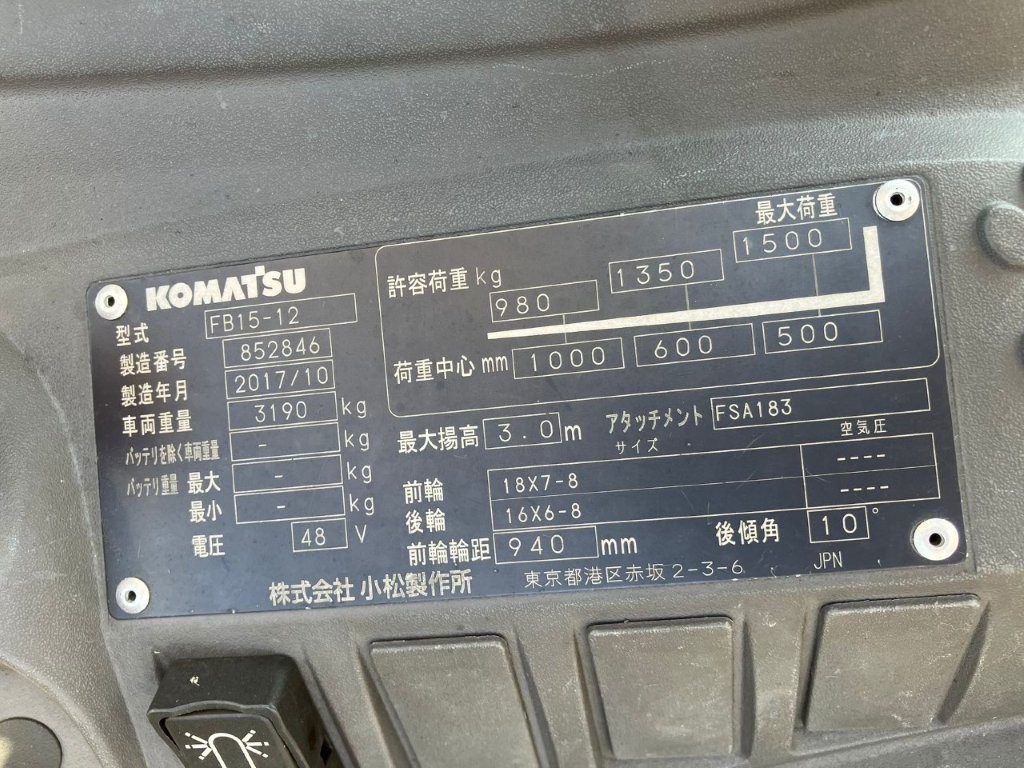 KOMATSU
型式 FB15-12
製造番号 852846
製造年月 2017/10
車両重量 3190 kg
バッテリを除く車両重量 - kg
バッテリ重量 最大 - kg
最小 - kg
電圧 48 V
最大荷重
許容荷重 kg 980 1350 1500
荷重中心 mm 1000 600 500
最大揚高 3.0 m アタッチメント FSA183
サイズ 空気圧
前輪 18X7-8 ----
後輪 16X6-8 ----
前輪輪距 940 mm 後傾角 10°
株式会社 小松製作所 東京都港区赤坂 2-3-6 JPN